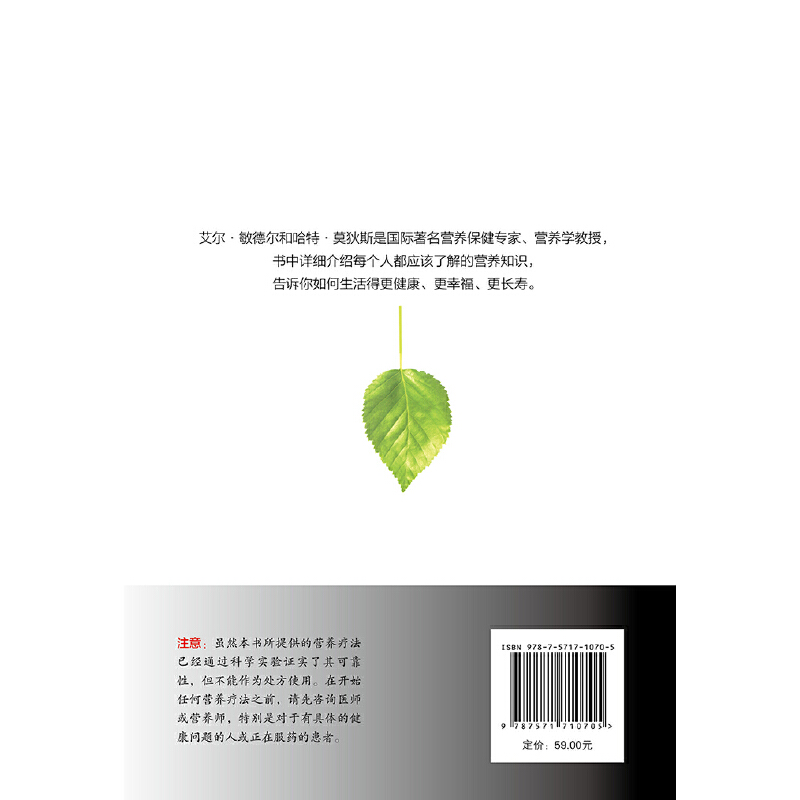 艾尔·敏德尔和哈特·莫狄斯是国际著名营养保健专家、营养学教授，
书中详细介绍每个人都应该了解的营养知识，
告诉你如何生活得更健康、更幸福、更长寿。
注意：虽然本书所提供的营养疗法
已经通过科学实验证实了其可靠
性，但不能作为处方使用。在开始
任何营养疗法之前，请先咨询医师
或营养师，特别是对于有具体的健
康问题的人或正在服药的患者。
ISBN 978-7-5717-1070-5
9 787571 710705>
定价：59.00元